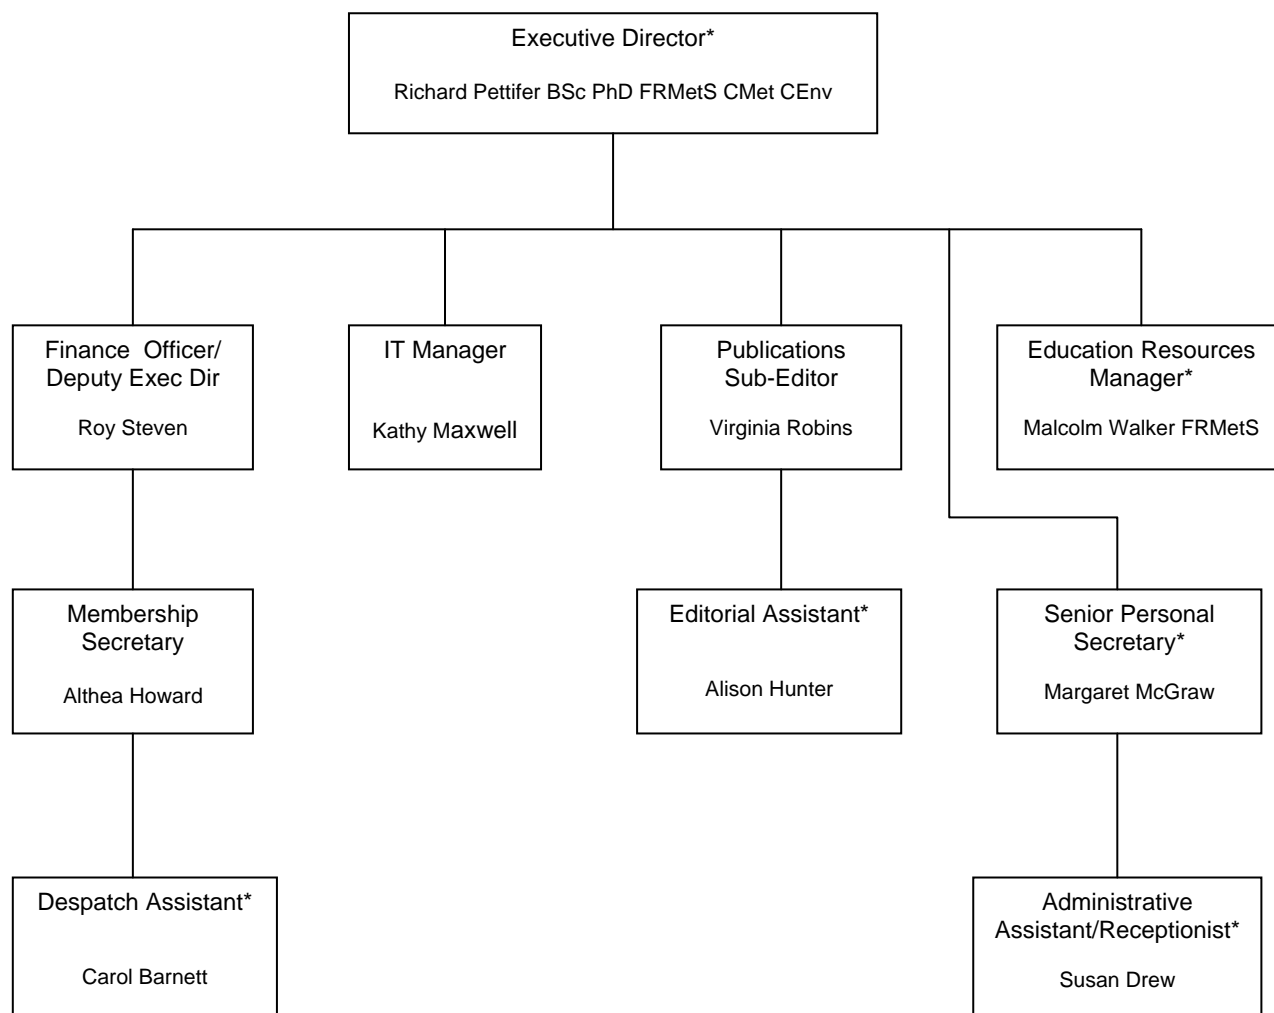 Executive Director*
Richard Pettifer BSc PhD FRMetS CMet CEnv
Finance Officer/
Deputy Exec Dir
Roy Steven
IT Manager
Kathy Maxwell
Publications
Sub-Editor
Virginia Robins
Education Resources
Manager*
Malcolm Walker FRMetS
Membership
Secretary
Althea Howard
Editorial Assistant*
Alison Hunter
Senior Personal
Secretary*
Margaret McGraw
Despatch Assistant*
Carol Barnett
Administrative
Assistant/Receptionist*
Susan Drew